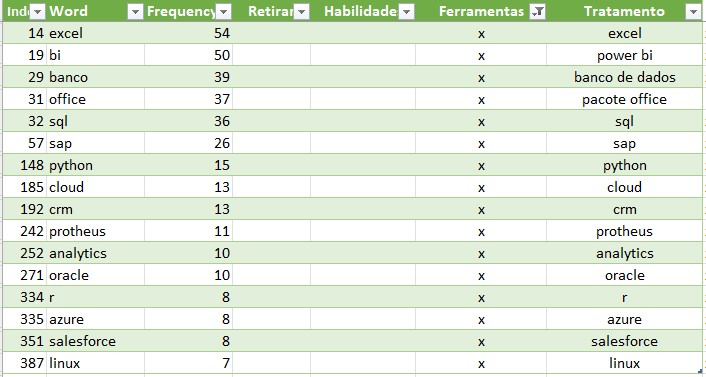 Ind Word Frequency Retirar Habilidade Ferramentas Tratamento
14 excel 54 x excel
19 bi 50 x power bi
29 banco 39 x banco de dados
31 office 37 x pacote office
32 sql 36 x sql
57 sap 26 x sap
148 python 15 x python
185 cloud 13 x cloud
192 crm 13 x crm
242 protheus 11 x protheus
252 analytics 10 x analytics
271 oracle 10 x oracle
334 r 8 x r
335 azure 8 x azure
351 salesforce 8 x salesforce
387 linux 7 x linux